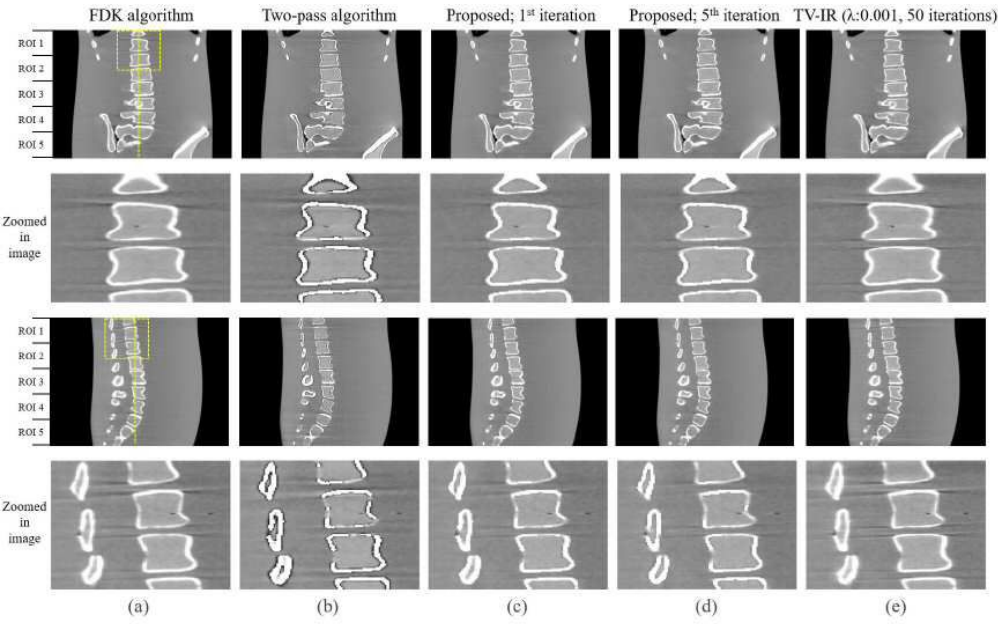 FDK algorithm Two-pass algorithm Proposed; 1st iteration Proposed; 5th iteration TV-IR (λ:0.001, 50 iterations)
ROI 1
ROI 2
ROI 3
ROI 4
ROI 5
Zoomed
in
image
ROI 1
ROI 2
ROI 3
ROI 4
ROI 5
Zoomed
in
image
(a) (b) (c) (d) (e)